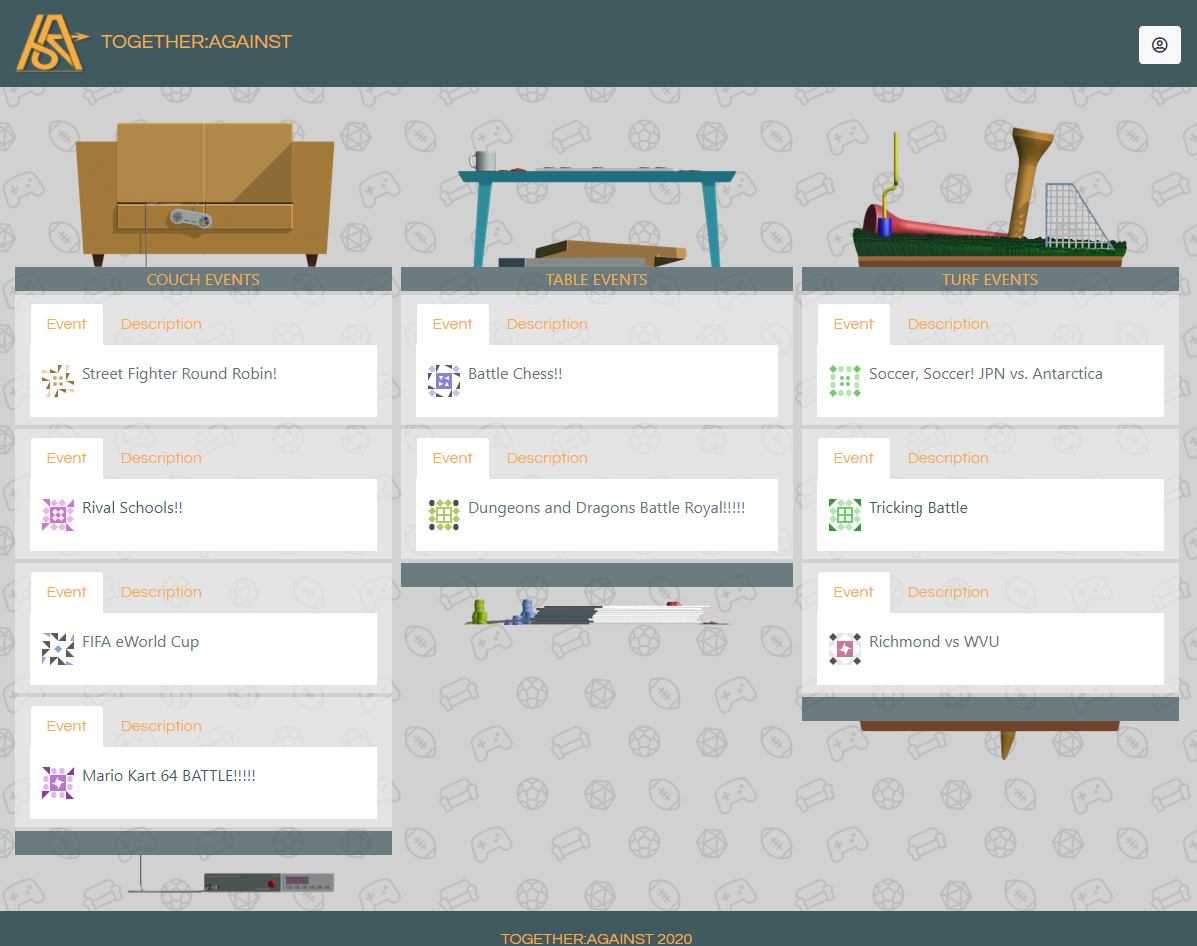 TOGETHER:AGAINST
COUCH EVENTS
Event Description
Street Fighter Round Robin!
Event Description
Rival Schools!!
Event Description
FIFA eWorld Cup
Event Description
Mario Kart 64 BATTLE!!!!!
TABLE EVENTS
Event Description
Battle Chess!!
Event Description
Dungeons and Dragons Battle Royal!!!!!
TURF EVENTS
Event Description
Soccer, Soccer! JPN vs. Antarctica
Event Description
Tricking Battle
Event Description
Richmond vs WVU
TOGETHER:AGAINST 2020